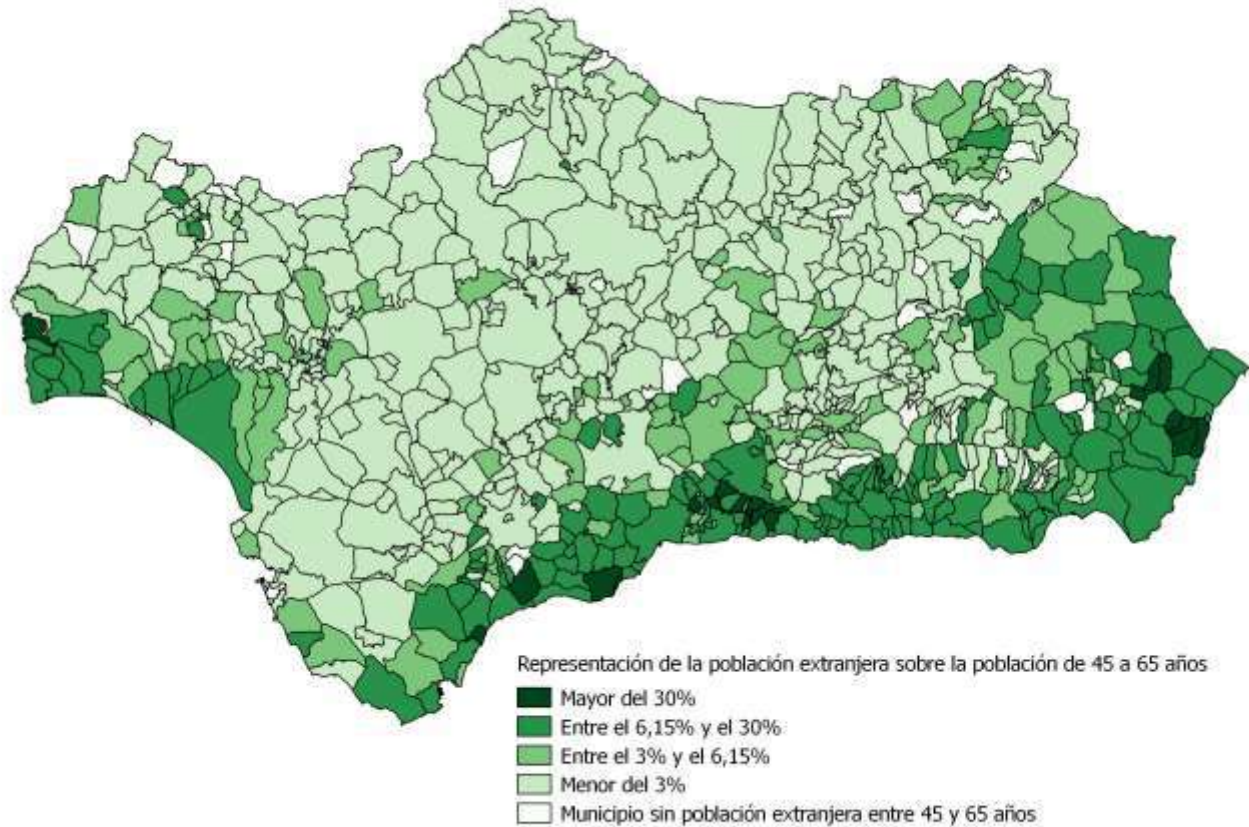 Representación de la población extranjera sobre la población de 45 a 65 años
Mayor del 30%
Entre el 6,15% y el 30%
Entre el 3% y el 6,15%
Menor del 3%
Municipio sin población extranjera entre 45 y 65 años